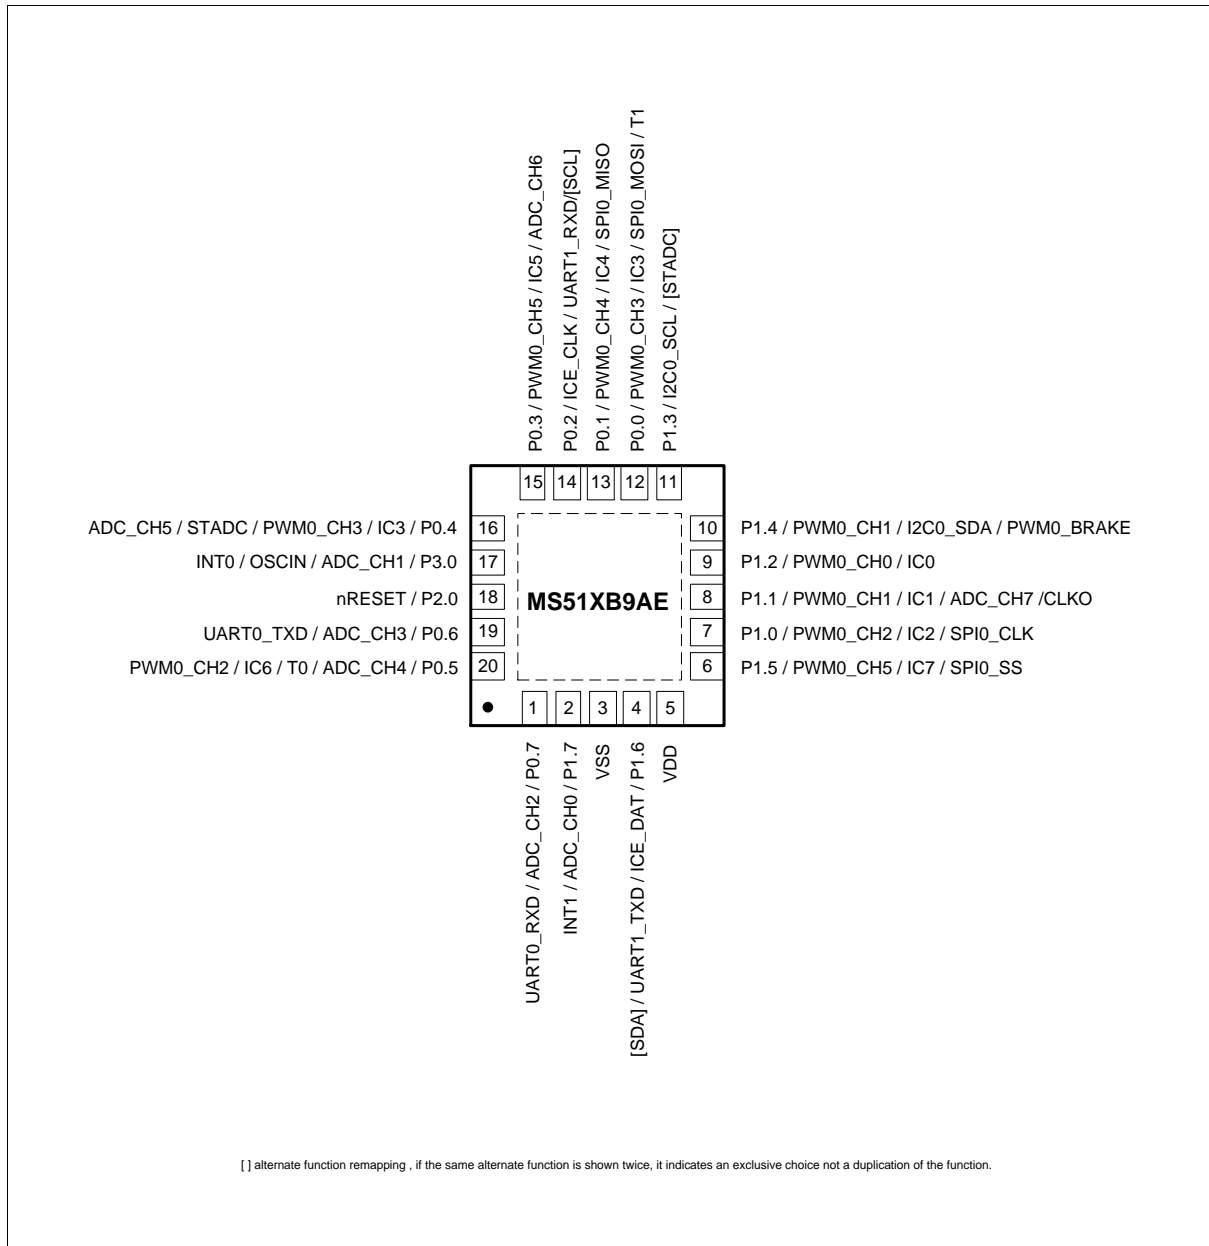 P0.3 / PWM0_CH5 / IC5 / ADC_CH6
P0.2 / ICE_CLK / UART1_RXD/[SCL]
P0.1 / PWM0_CH4 / IC4 / SPI0_MISO
P0.0 / PWM0_CH3 / IC3 / SPI0_MOSI / T1
P1.3 / I2C0_SCL / [STADC]
15 14 13 12 11
ADC_CH5 / STADC / PWM0_CH3 / IC3 / P0.4 16
10 P1.4 / PWM0_CH1 / I2C0_SDA / PWM0_BRAKE
INT0 / OSCIN / ADC_CH1 / P3.0 17
9 P1.2 / PWM0_CH0 / IC0
nRESET / P2.0 18
MS51XB9AE
8 P1.1 / PWM0_CH1 / IC1 / ADC_CH7 /CLKO
UART0_TXD / ADC_CH3 / P0.6 19
7 P1.0 / PWM0_CH2 / IC2 / SPI0_CLK
PWM0_CH2 / IC6 / T0 / ADC_CH4 / P0.5 20
6 P1.5 / PWM0_CH5 / IC7 / SPI0_SS
1 2 3 4 5
UART0_RXD / ADC_CH2 / P0.7
INT1 / ADC_CH0 / P1.7
VSS
[SDA] / UART1_TXD / ICE_DAT / P1.6
VDD
[ ] alternate function remapping , if the same alternate function is shown twice, it indicates an exclusive choice not a duplication of the function.